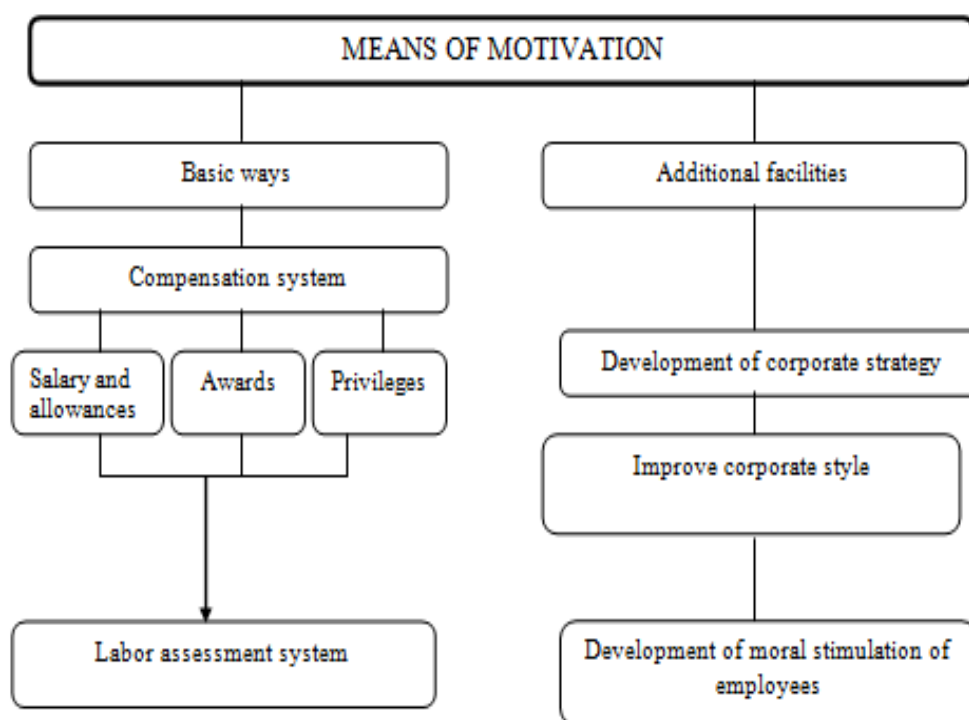 MEANS OF MOTIVATION
Basic ways
Additional facilities
Compensation system
Salary and
allowances
Awards
Privileges
Development of corporate strategy
Improve corporate style
Labor assessment system
Development of moral stimulation of
employees